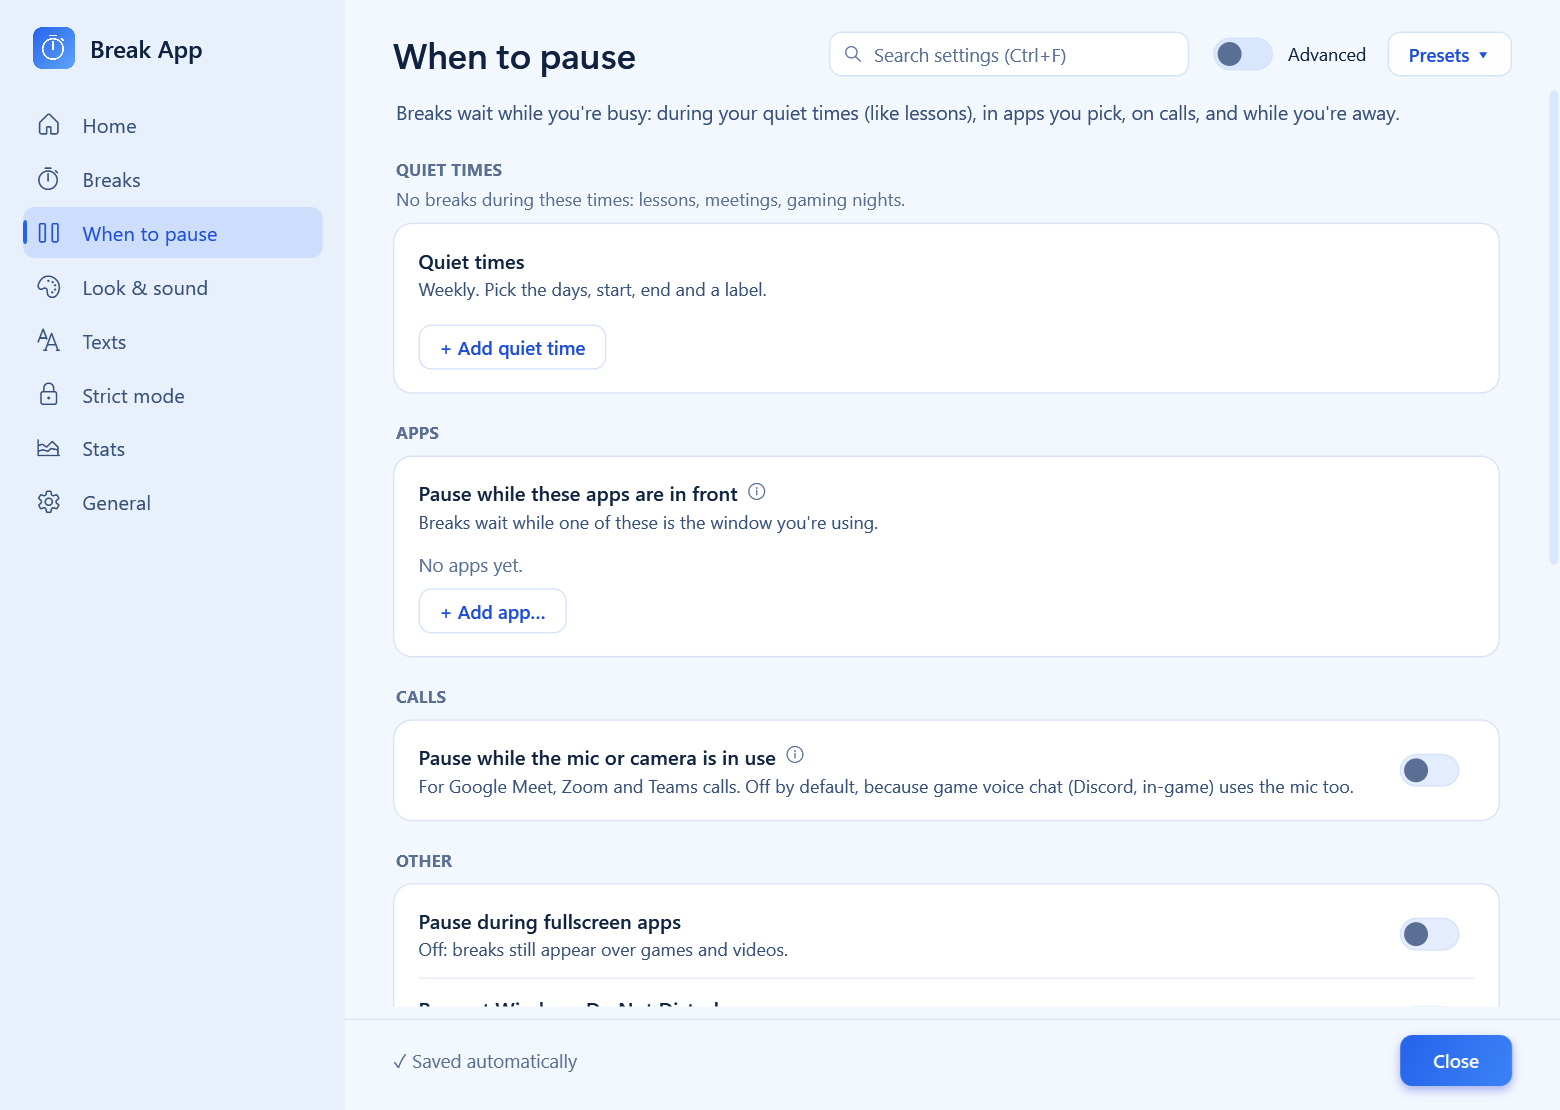 Break App
Home
Breaks
When to pause
Look & sound
Texts
Strict mode
Stats
General
When to pause
Search settings (Ctrl+F)
Advanced
Presets ▼
Breaks wait while you're busy: during your quiet times (like lessons), in apps you pick, on calls, and while you're away.
QUIET TIMES
No breaks during these times: lessons, meetings, gaming nights.
Quiet times
Weekly. Pick the days, start, end and a label.
+ Add quiet time
APPS
Pause while these apps are in front
Breaks wait while one of these is the window you're using.
No apps yet.
+ Add app...
CALLS
Pause while the mic or camera is in use
For Google Meet, Zoom and Teams calls. Off by default, because game voice chat (Discord, in-game) uses the mic too.
OTHER
Pause during fullscreen apps
Off: breaks still appear over games and videos.
✓ Saved automatically
Close